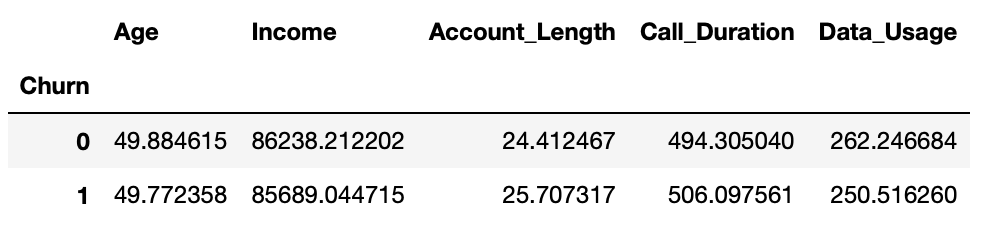 Age Income Account_Length Call_Duration Data_Usage
Churn
0 49.884615 86238.212202 24.412467 494.305040 262.246684
1 49.772358 85689.044715 25.707317 506.097561 250.516260